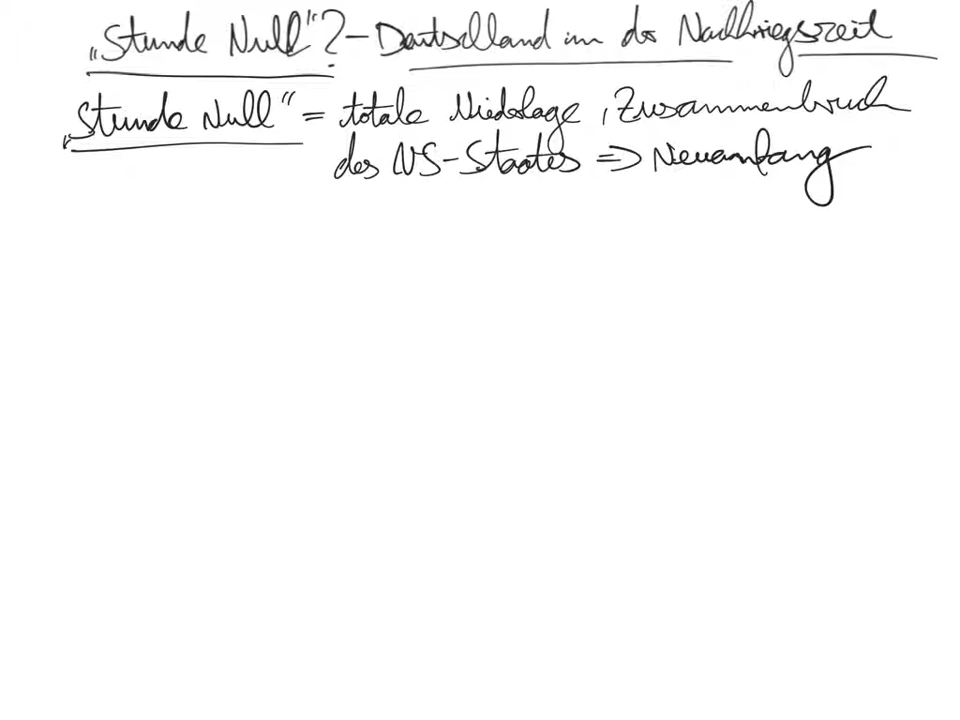 „Stunde Null"? - Deutschland in der Nachkriegszeit
„Stunde Null" = totale Niederlage, Zusammenbruch
des NS-Staates => Neuanfang